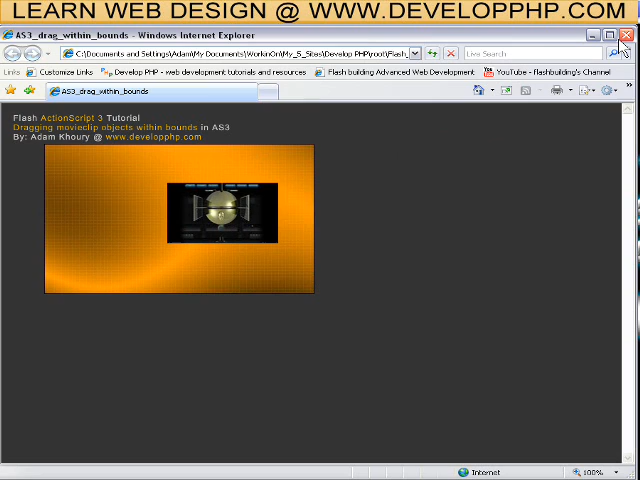 LEARN WEB DESIGN @ WWW.DEVELOPPHP.COM
AS3_drag_within_bounds - Windows Internet Explorer
C:\Documents and Settings\Adam\My Documents\WorkinOn\My_5_Sites\Develop PHP\root\Flash_
Live Search
Links Customize Links Develop PHP - web development tutorials and resources Flash building Advanced Web Development YouTube - flashbuilding's Channel
AS3_drag_within_bounds
Flash ActionScript 3 Tutorial
Dragging movieclip objects within bounds in AS3
By: Adam Khoury @ www.developphp.com
Internet 100%